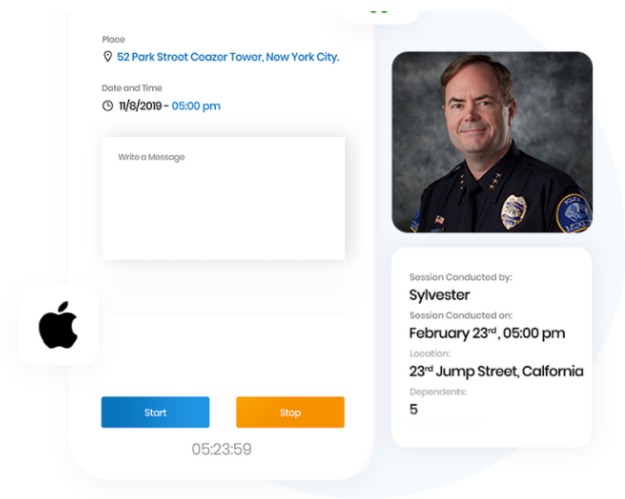 Place
52 Park Street Ceazer Tower, New York City.
Date and Time
11/8/2019 - 05:00 pm
Write a Message
Start
Stop
05:23:59
Session Conducted by:
Sylvester
Session Conducted on:
February 23rd, 05:00 pm
Location:
23rd Jump Street, Calfornia
Dependents:
5